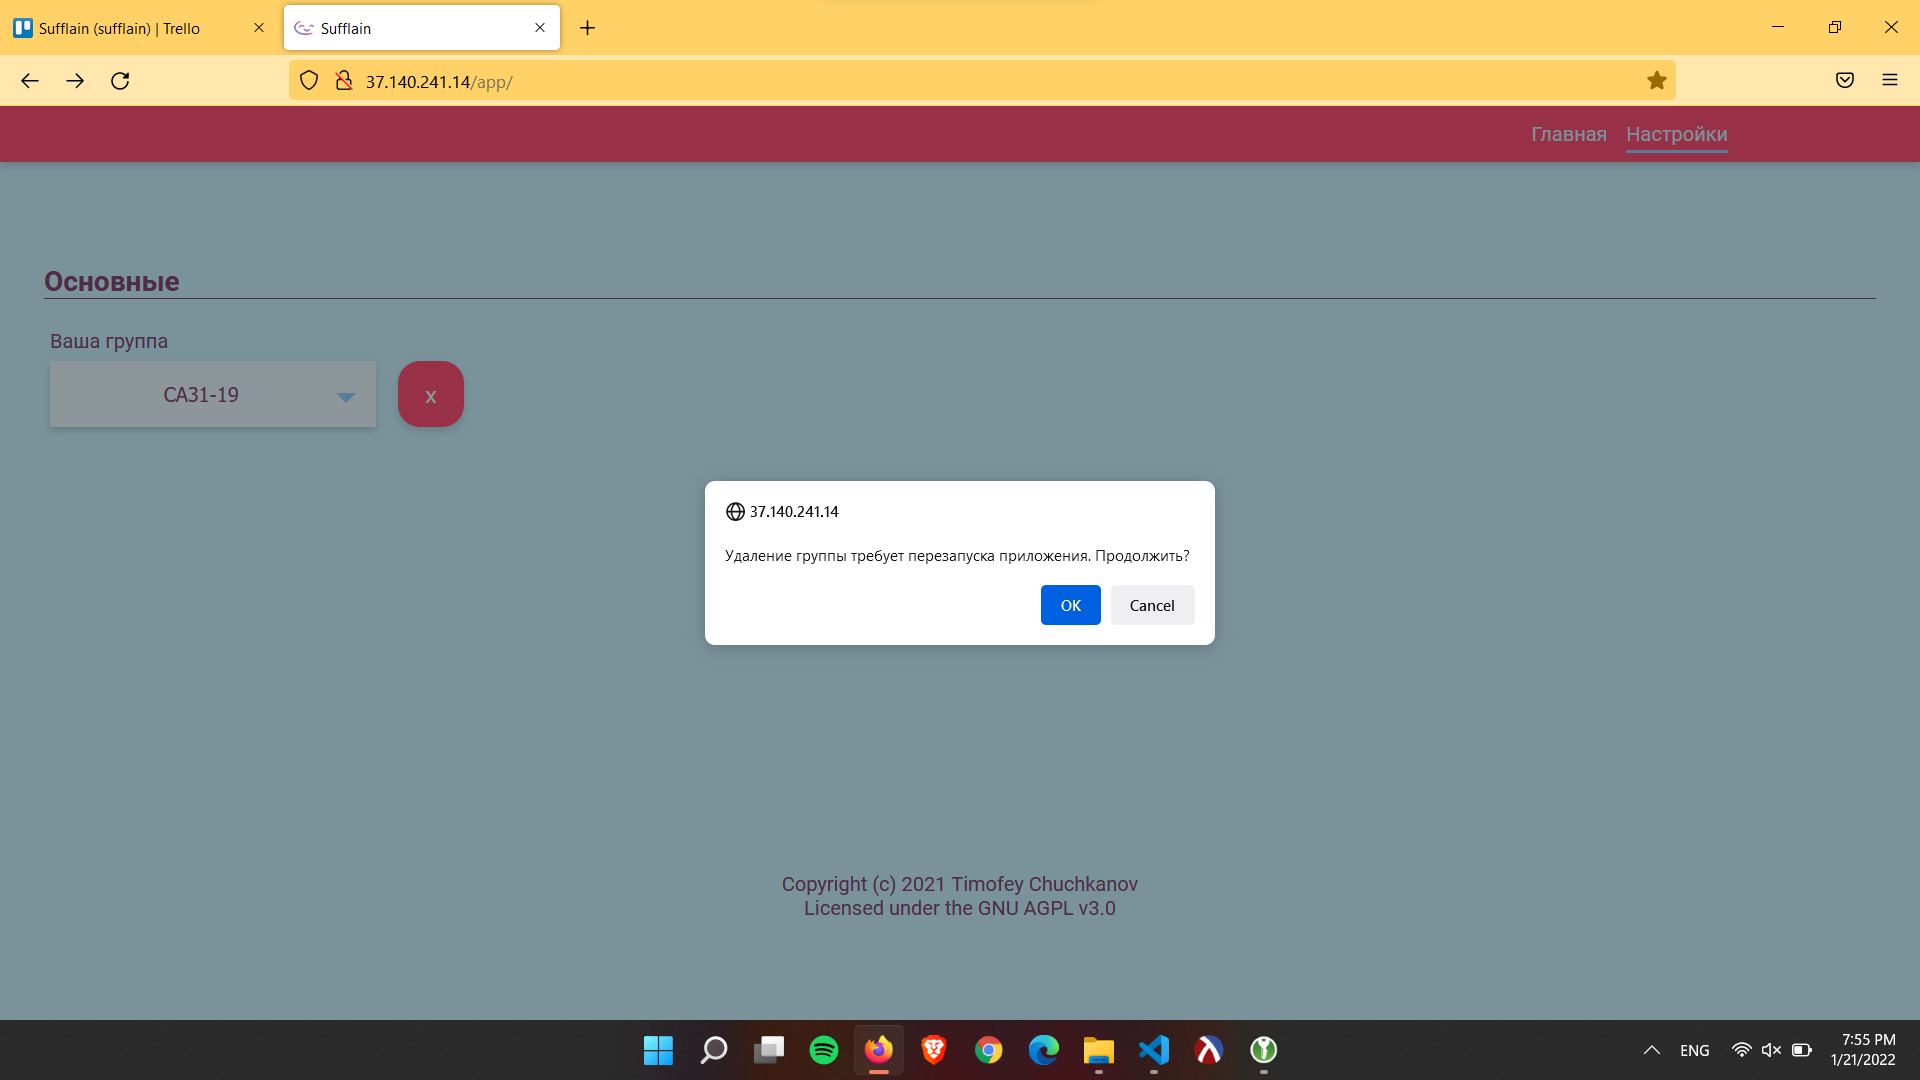 Sufflain (sufflain) | Trello
Sufflain
37.140.241.14/app/
Главная Настройки
Основные
Ваша группа
СА31-19
x
37.140.241.14
Удаление группы требует перезапуска приложения. Продолжить?
OK Cancel
Copyright (c) 2021 Timofey Chuchkanov
Licensed under the GNU AGPL v3.0
ENG
7:55 PM
1/21/2022